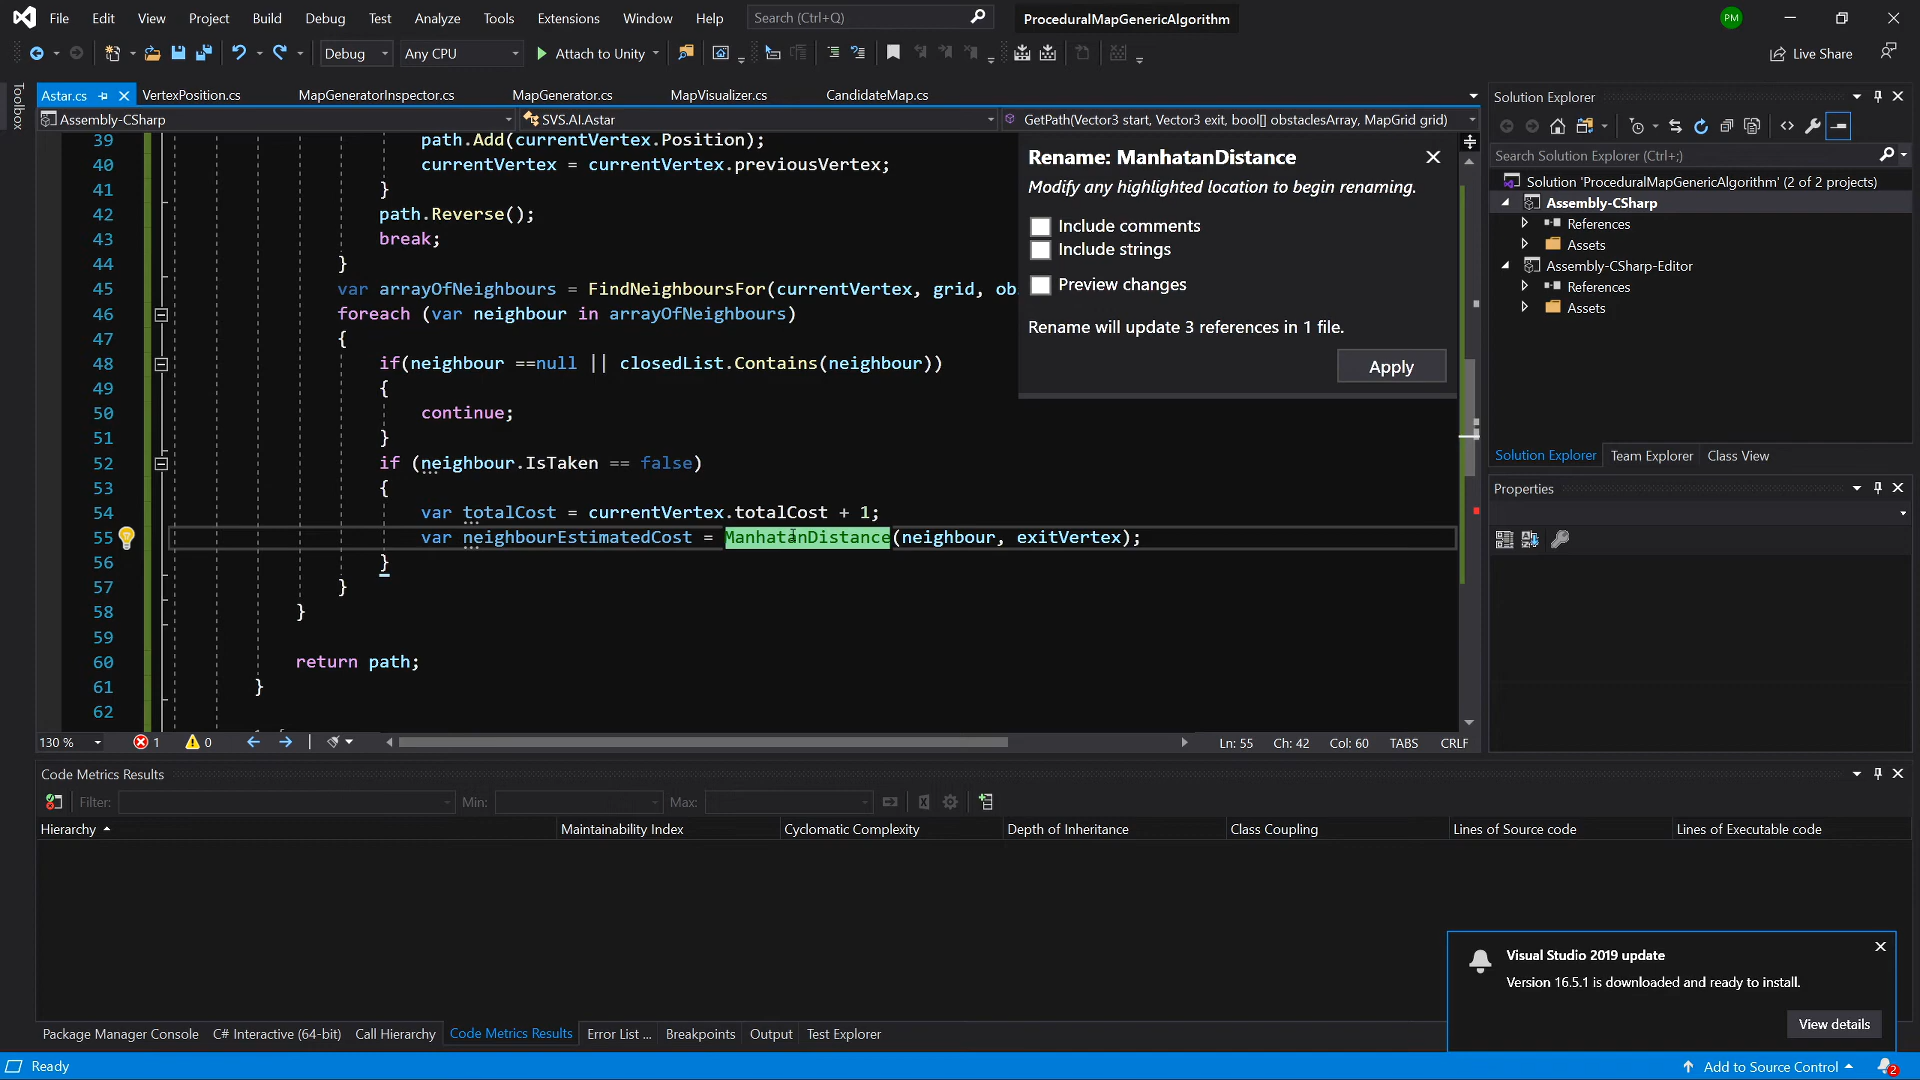 File Edit View Project Build Debug Test Analyze Tools Extensions Window Help Search (Ctrl+Q) ProceduralMapGenericAlgorithm PM
Debug Any CPU Attach to Unity Live Share
Toolbox
Astar.cs VertexPosition.cs MapGeneratorInspector.cs MapGenerator.cs MapVisualizer.cs CandidateMap.cs
Assembly-CSharp SVS.AI.Astar GetPath(Vector3 start, Vector3 exit, bool[] obstaclesArray, MapGrid grid)
39 path.Add(currentVertex.Position);
40 currentVertex = currentVertex.previousVertex;
41 }
42 path.Reverse();
43 break;
44 }
45 var arrayOfNeighbours = FindNeighboursFor(currentVertex, grid, ob
46 foreach (var neighbour in arrayOfNeighbours)
47 {
48 if(neighbour ==null || closedList.Contains(neighbour))
49 {
50 continue;
51 }
52 if (neighbour.IsTaken == false)
53 {
54 var totalCost = currentVertex.totalCost + 1;
55 var neighbourEstimatedCost = ManhatanDistance(neighbour, exitVertex);
56 }
57 }
58 }
59
60 return path;
61 }
62
Rename: ManhatanDistance
Modify any highlighted location to begin renaming.
Include comments
Include strings
Preview changes
Rename will update 3 references in 1 file.
Apply
130 % 1 0 Ln: 55 Ch: 42 Col: 60 TABS CRLF
Solution Explorer
Search Solution Explorer (Ctrl+;)
Solution 'ProceduralMapGenericAlgorithm' (2 of 2 projects)
Assembly-CSharp
References
Assets
Assembly-CSharp-Editor
References
Assets
Solution Explorer Team Explorer Class View
Properties
Code Metrics Results
Filter: Min: Max:
Hierarchy Maintainability Index Cyclomatic Complexity Depth of Inheritance Class Coupling Lines of Source code Lines of Executable code
Visual Studio 2019 update
Version 16.5.1 is downloaded and ready to install.
View details
Package Manager Console C# Interactive (64-bit) Call Hierarchy Code Metrics Results Error List ... Breakpoints Output Test Explorer
Ready Add to Source Control 2